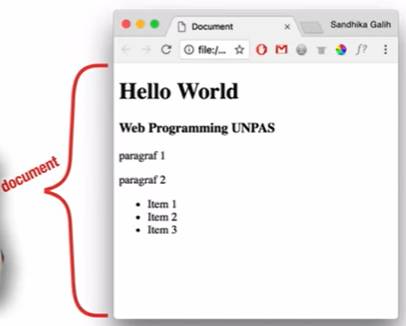 Document × Sandhika Galih
file:/... f?
Hello World
Web Programming UNPAS
paragraf 1
document
paragraf 2
• Item 1
• Item 2
• Item 3